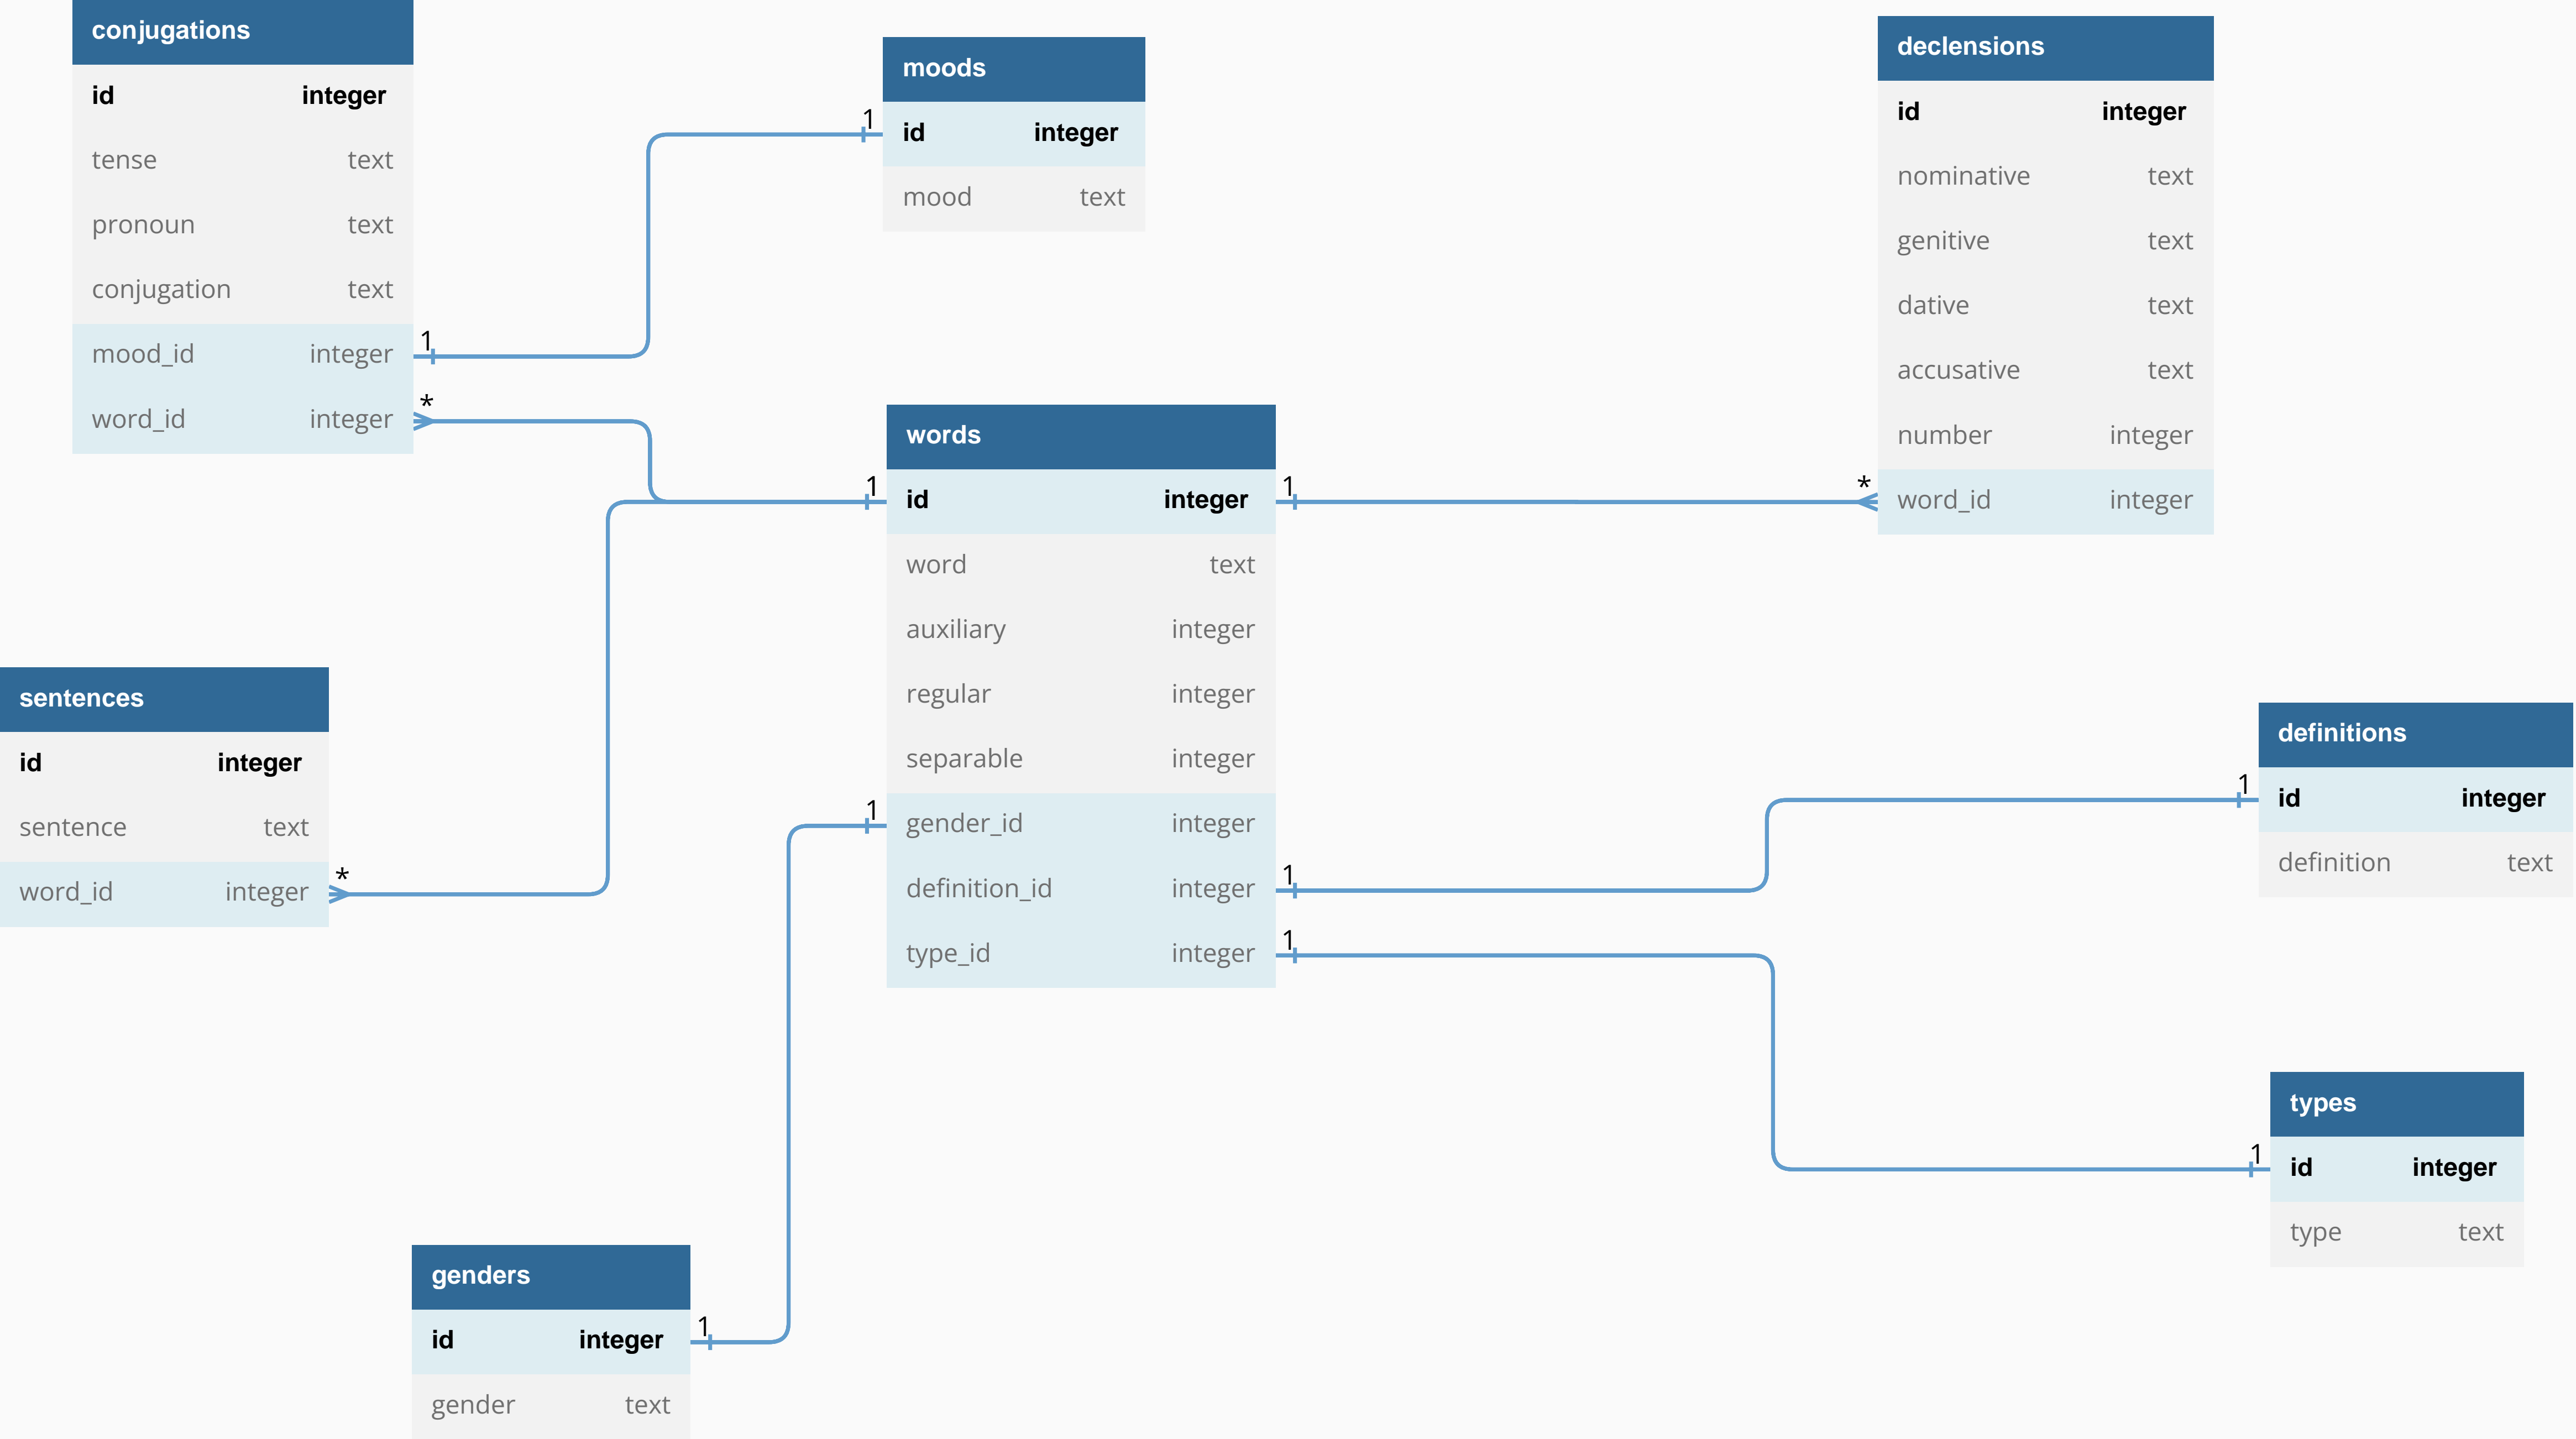 conjugations
id integer
tense text
pronoun text
conjugation text
mood_id integer
1
word_id integer
*
moods
1
id integer
mood text
declensions
id integer
nominative text
genitive text
dative text
accusative text
number integer
*
word_id integer
words
1
id integer
1
word text
auxiliary integer
regular integer
separable integer
1
gender_id integer
definition_id integer
1
type_id integer
1
sentences
id integer
sentence text
word_id integer
*
definitions
1
id integer
definition text
types
1
id integer
type text
genders
id integer
1
gender text